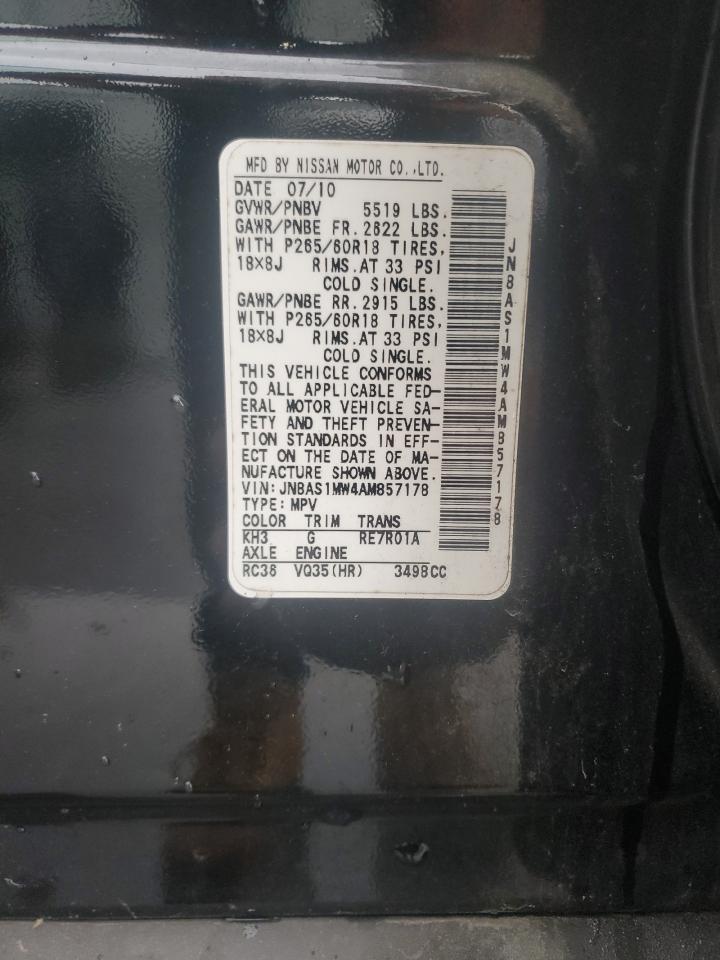 MFD BY NISSAN MOTOR CO.,LTD.
DATE 07/10
GVWR/PNBV 5519 LBS.
GAWR/PNBE FR. 2622 LBS.
WITH P265/60R18 TIRES,
18×8J RIMS.AT 33 PSI
COLD SINGLE.
GAWR/PNBE RR. 2915 LBS.
WITH P265/60R18 TIRES,
18×8J RIMS.AT 33 PSI
COLD SINGLE.
THIS VEHICLE CONFORMS
TO ALL APPLICABLE FED-
ERAL MOTOR VEHICLE SA-
FETY AND THEFT PREVEN-
TION STANDARDS IN EFF-
ECT ON THE DATE OF MA-
NUFACTURE SHOWN ABOVE.
VIN: JN8AS1MW4AM857178
TYPE: MPV
COLOR TRIM TRANS
KH3 G RE7R01A
AXLE ENGINE
RC38 VQ35(HR) 3498CC
JN8AS1MW4AM857178